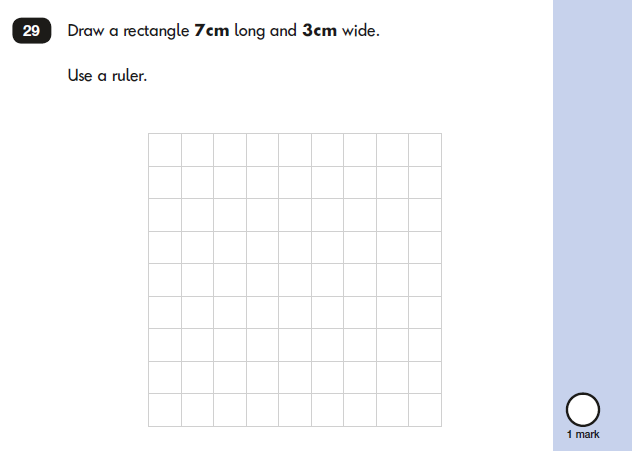 29 Draw a rectangle 7cm long and 3cm wide.
Use a ruler.
1 mark